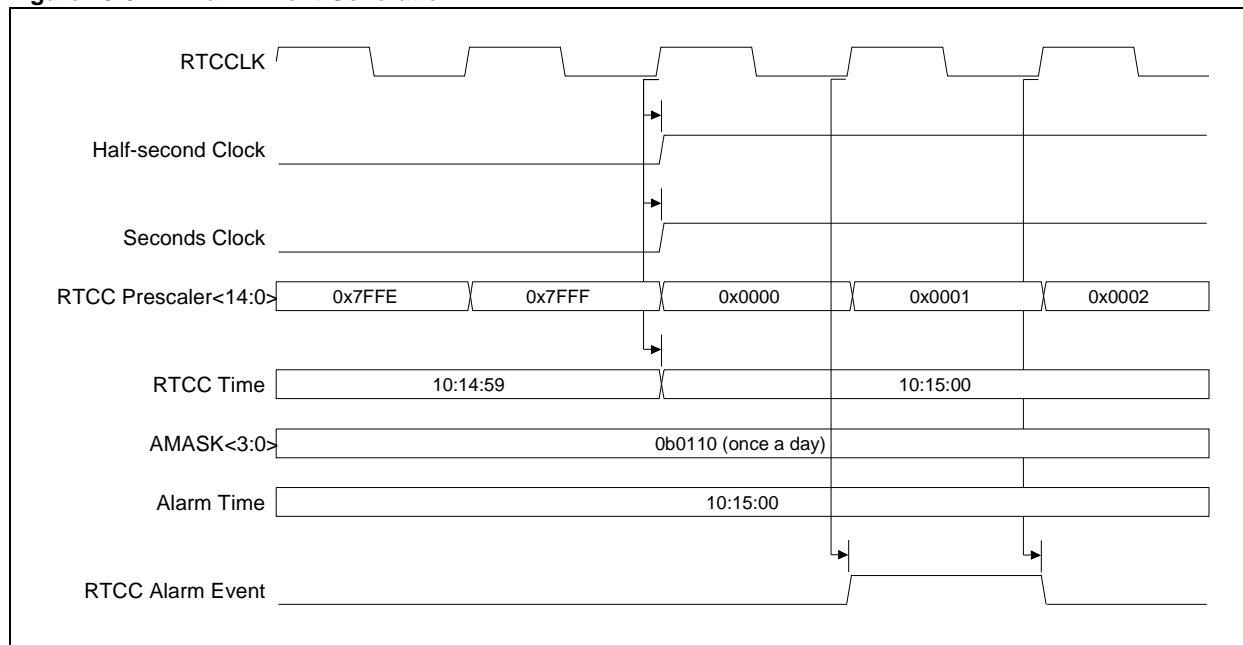 RTCCLK
Half-second Clock
Seconds Clock
RTCC Prescaler<14:0> 0x7FFE 0x7FFF 0x0000 0x0001 0x0002
RTCC Time 10:14:59 10:15:00
AMASK<3:0> 0b0110 (once a day)
Alarm Time 10:15:00
RTCC Alarm Event